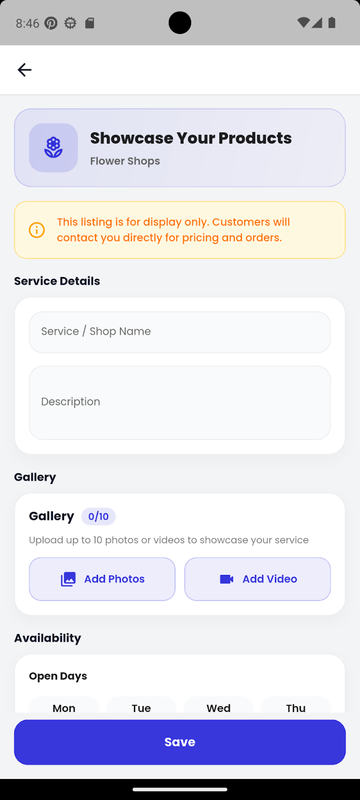 8:46
Showcase Your Products
Flower Shops
This listing is for display only. Customers will
contact you directly for pricing and orders.
Service Details
Service / Shop Name
Description
Gallery
Gallery 0/10
Upload up to 10 photos or videos to showcase your service
Add Photos Add Video
Availability
Open Days
Mon Tue Wed Thu
Save